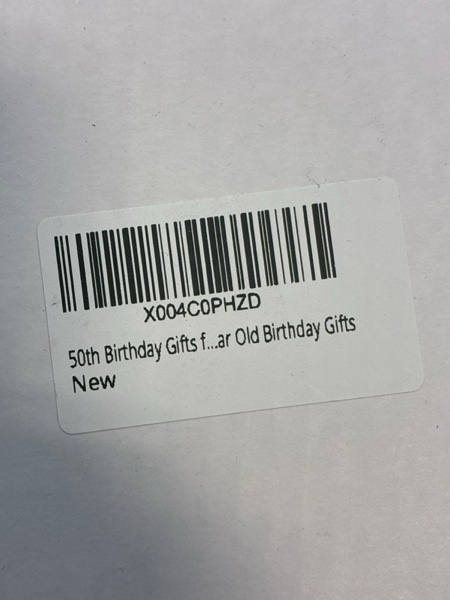 X004C0PHZD
50th Birthday Gifts f...ar Old Birthday Gifts
New